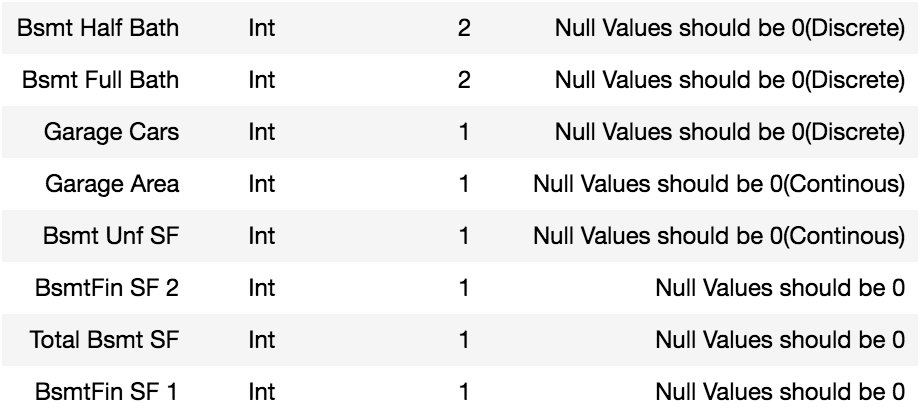 Bsmt Half Bath Int 2 Null Values should be 0(Discrete)
Bsmt Full Bath Int 2 Null Values should be 0(Discrete)
Garage Cars Int 1 Null Values should be 0(Discrete)
Garage Area Int 1 Null Values should be 0(Continous)
Bsmt Unf SF Int 1 Null Values should be 0(Continous)
BsmtFin SF 2 Int 1 Null Values should be 0
Total Bsmt SF Int 1 Null Values should be 0
BsmtFin SF 1 Int 1 Null Values should be 0